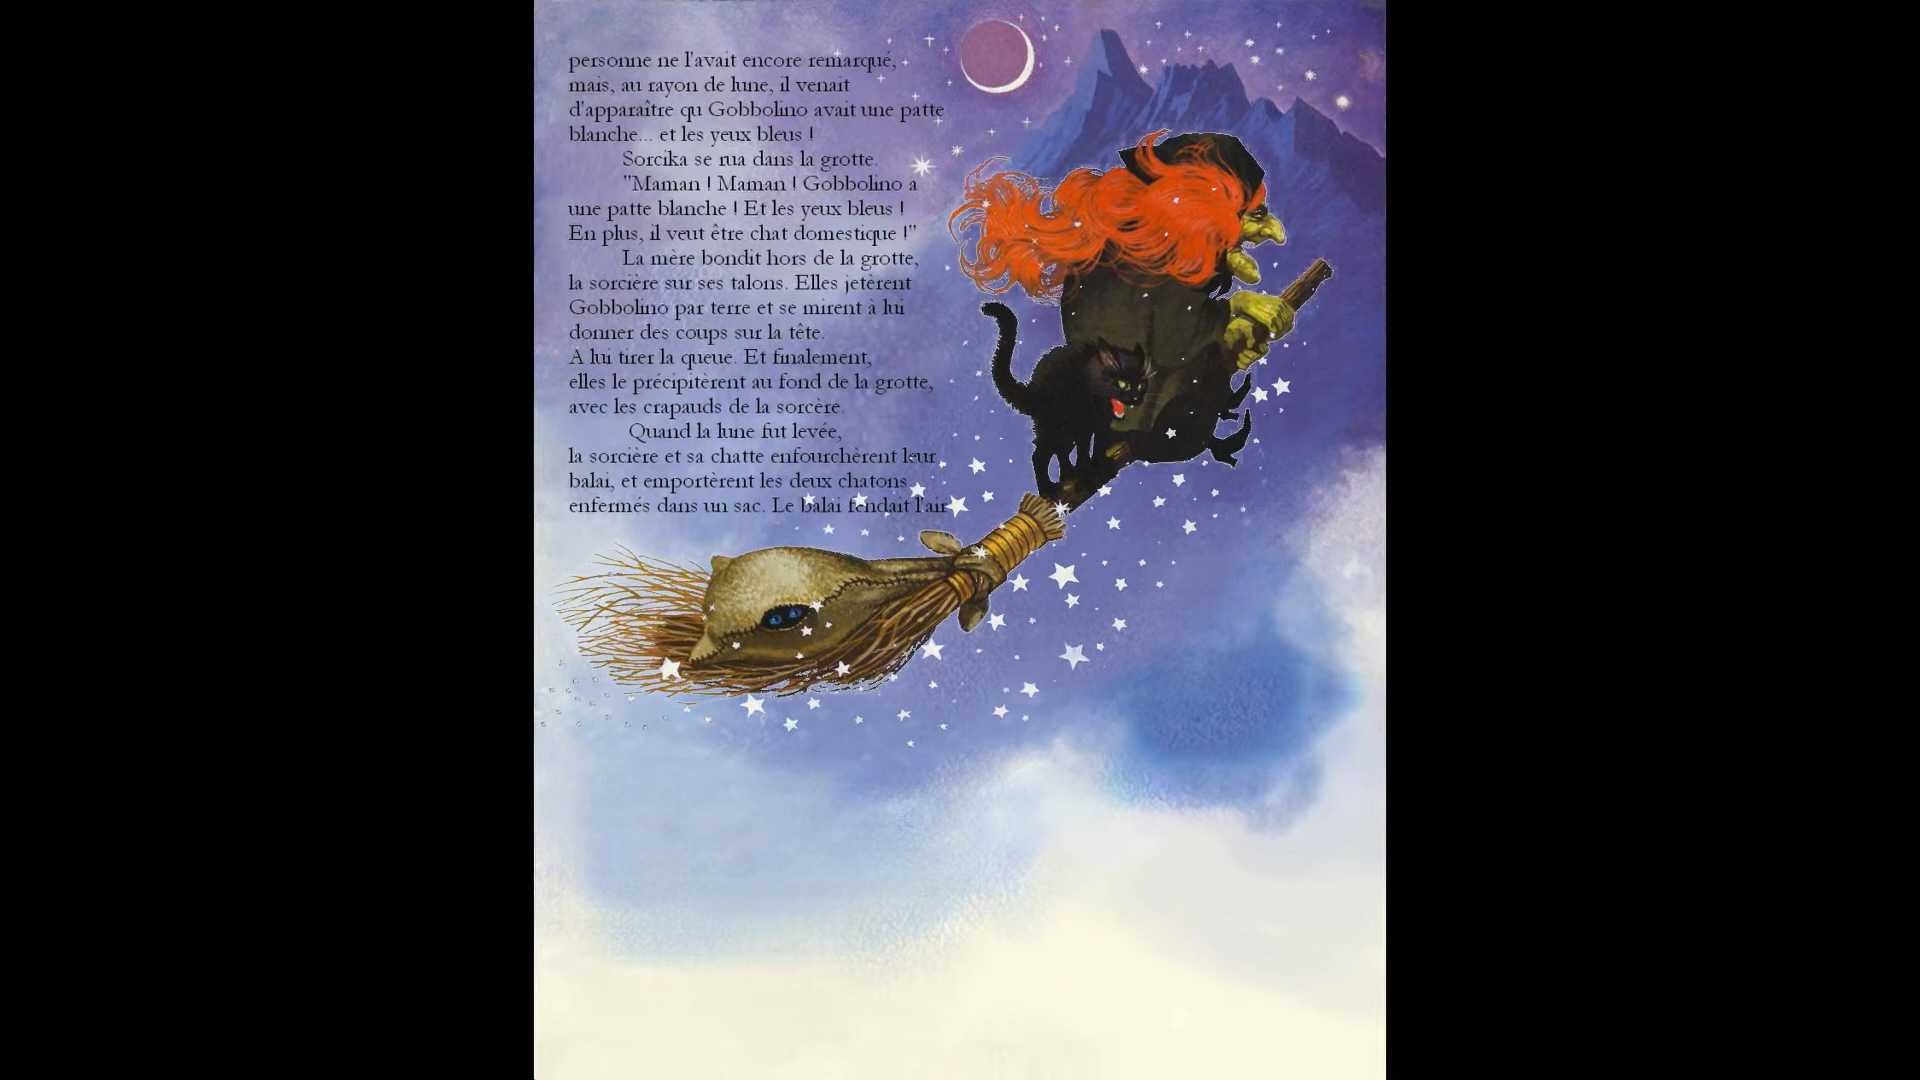 personne ne l'avait encore remarqué,
mais, au rayon de lune, il venait
d'apparaître qu Gobbolino avait une patte
blanche... et les yeux bleus !
Sorcika se rua dans la grotte.
"Maman ! Maman ! Gobbolino a
une patte blanche ! Et les yeux bleus !
En plus, il veut être chat domestique !"
La mère bondit hors de la grotte,
la sorcière sur ses talons. Elles jetèrent
Gobbolino par terre et se mirent à lui
donner des coups sur la tête.
A lui tirer la queue. Et finalement,
elles le précipitèrent au fond de la grotte,
avec les crapauds de la sorcère.
Quand la lune fut levée,
la sorcière et sa chatte enfourchèrent leur
balai, et emportèrent les deux chatons
enfermés dans un sac. Le balai fendait l'air